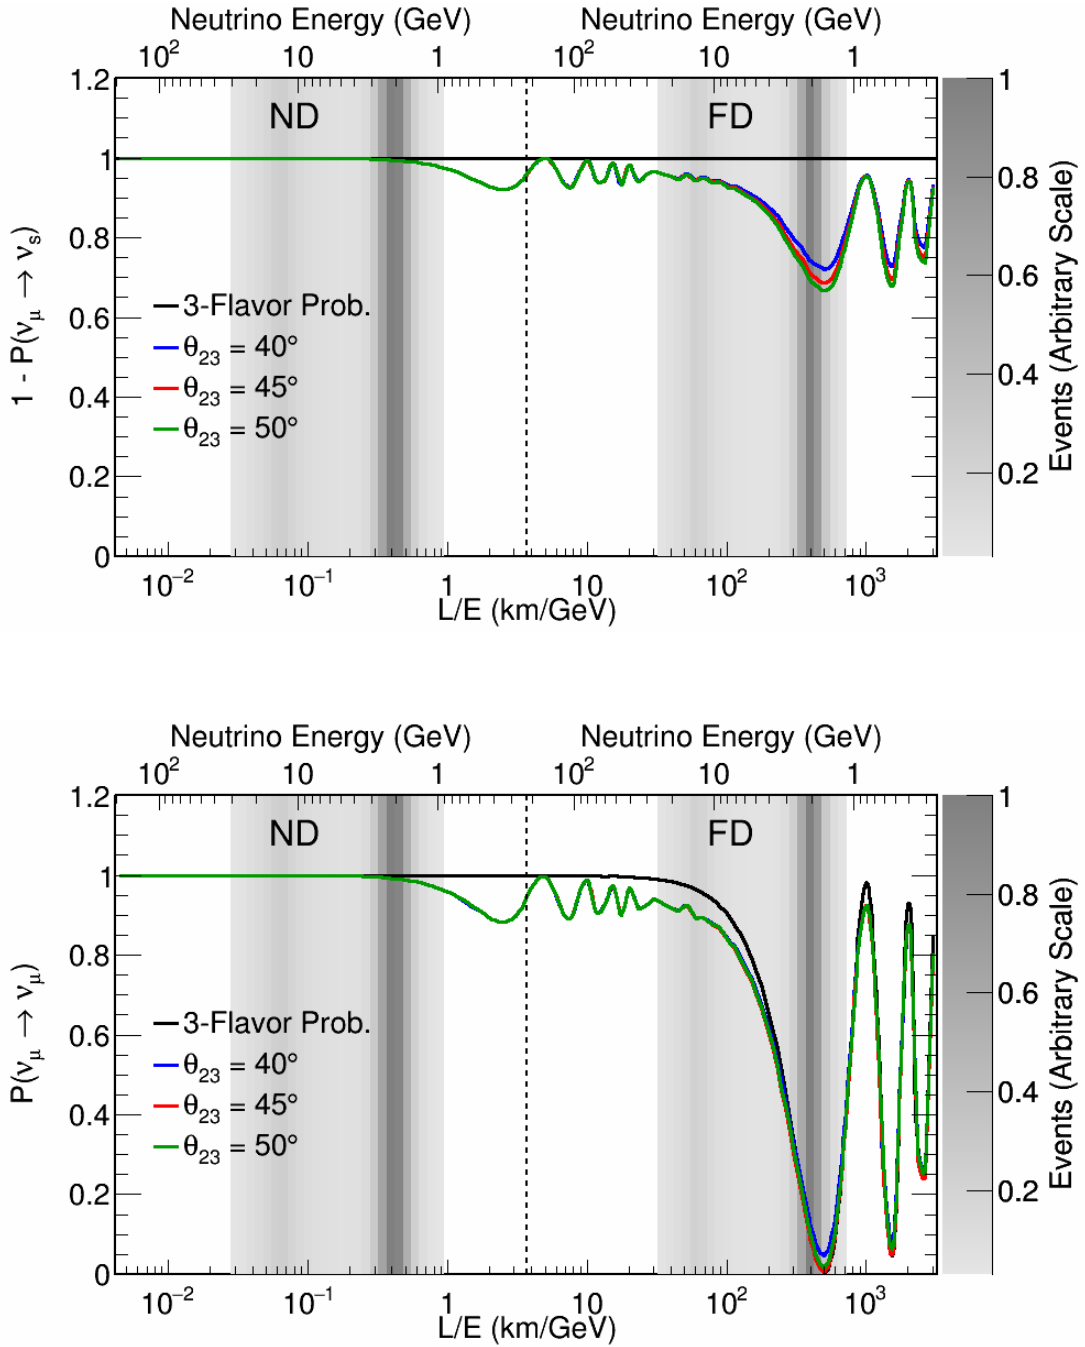 Neutrino Energy (GeV) Neutrino Energy (GeV)
10² 10 1 10² 10 1
1.2 1
ND FD
1 0.8
0.8 0.6
0.6 0.4
0.4 0.2
0.2
0
1 - P(νμ → νs)
3-Flavor Prob.
θ23 = 40°
θ23 = 45°
θ23 = 50°
Events (Arbitrary Scale)
10⁻² 10⁻¹ 1 10 10² 10³
L/E (km/GeV)
Neutrino Energy (GeV) Neutrino Energy (GeV)
10² 10 1 10² 10 1
1.2 1
ND FD
1 0.8
0.8 0.6
0.6 0.4
0.4 0.2
0.2
0
P(νμ → νμ)
3-Flavor Prob.
θ23 = 40°
θ23 = 45°
θ23 = 50°
Events (Arbitrary Scale)
10⁻² 10⁻¹ 1 10 10² 10³
L/E (km/GeV)